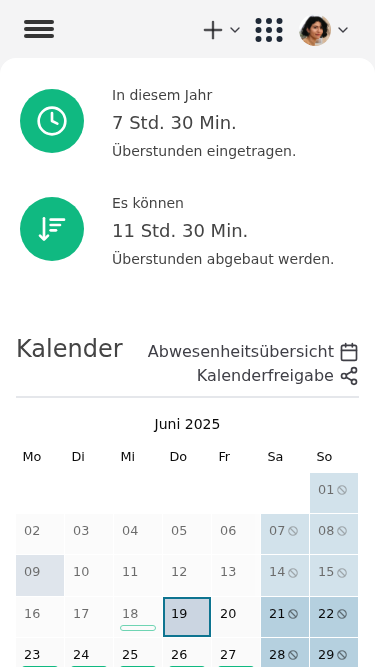 In diesem Jahr
7 Std. 30 Min.
Überstunden eingetragen.
Es können
11 Std. 30 Min.
Überstunden abgebaut werden.
Kalender
Abwesenheitsübersicht
Kalenderfreigabe
Juni 2025
Mo Di Mi Do Fr Sa So
01
02 03 04 05 06 07 08
09 10 11 12 13 14 15
16 17 18 19 20 21 22
23 24 25 26 27 28 29